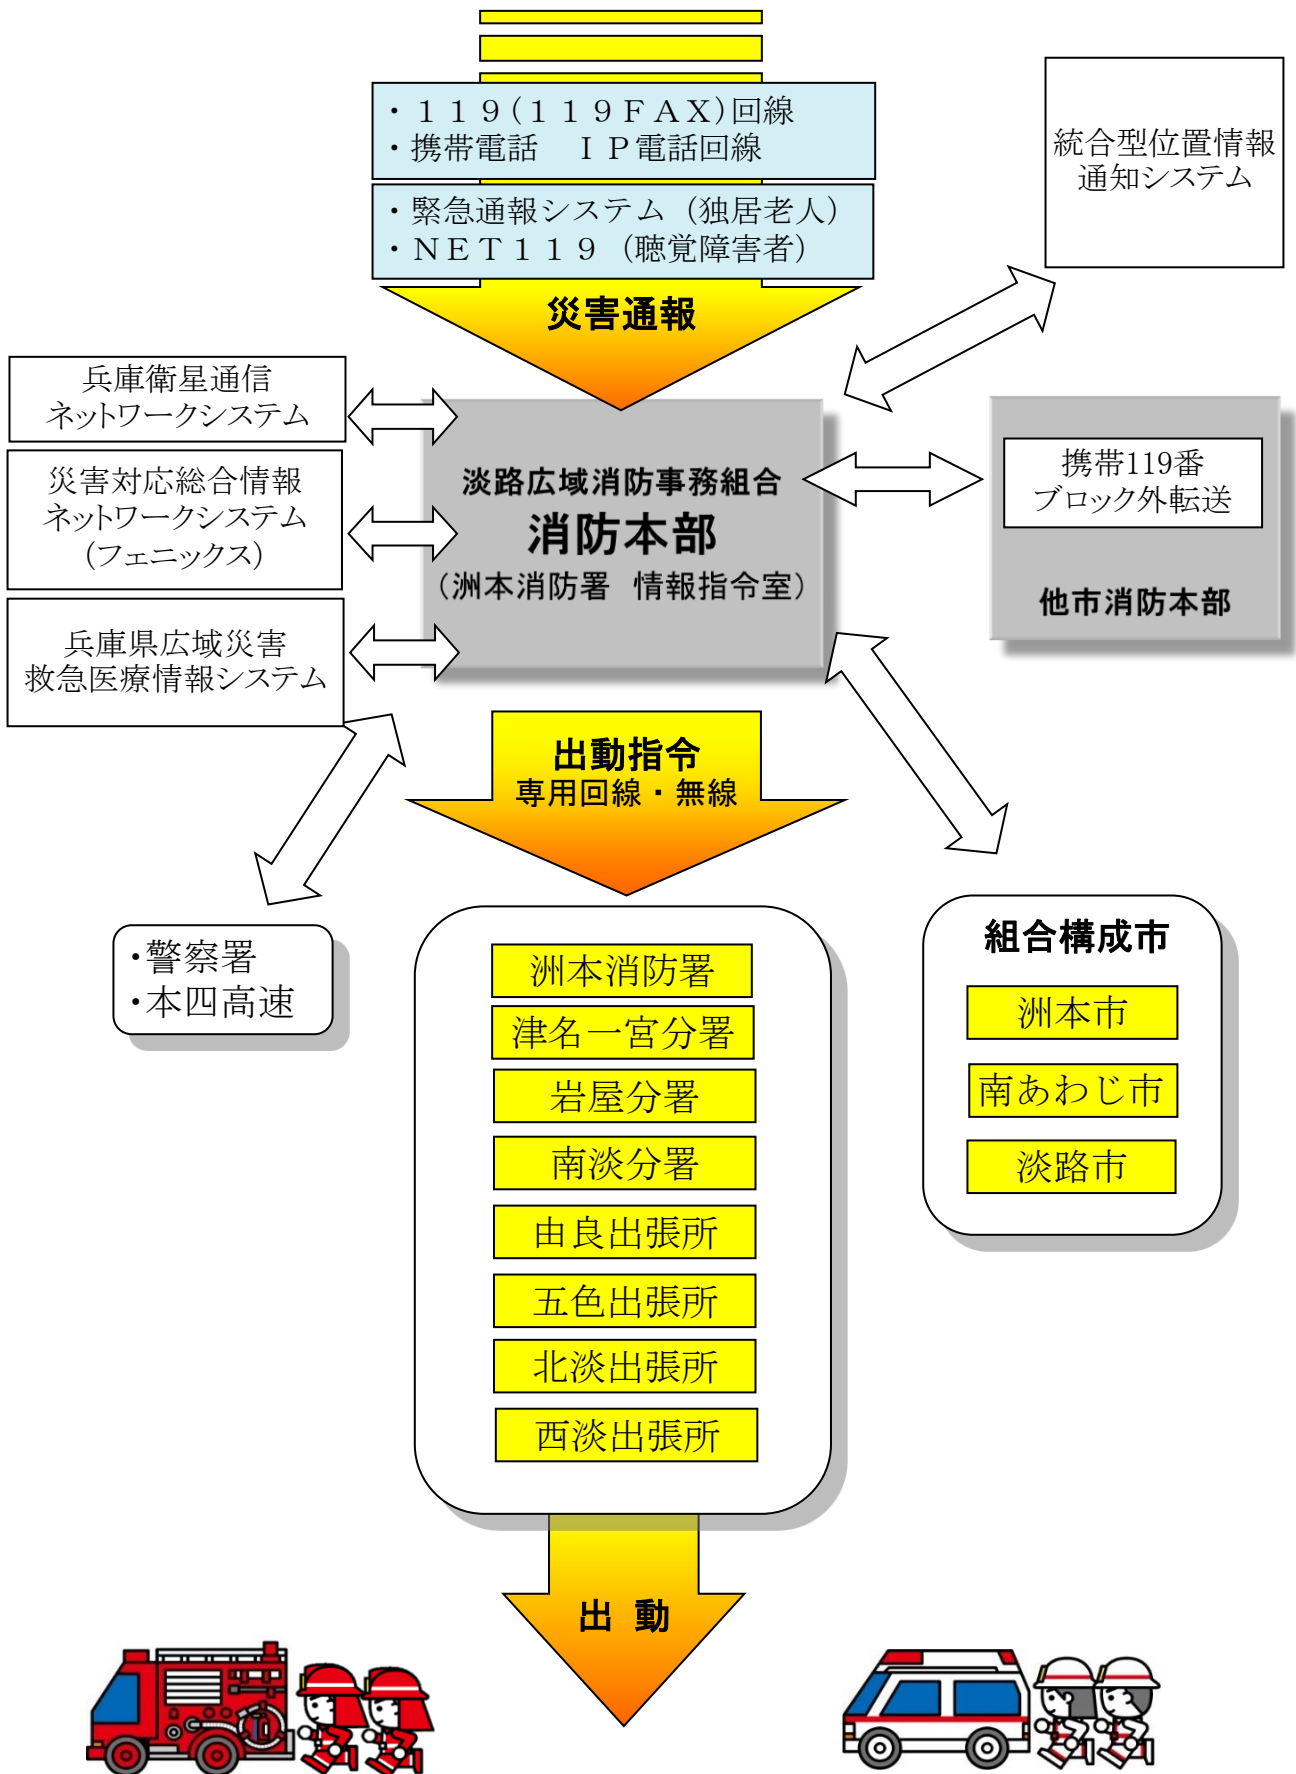 ・１１９（１１９ＦＡＸ）回線
・携帯電話　ＩＰ電話回線
・緊急通報システム（独居老人）
・ＮＥＴ１１９（聴覚障害者）
災害通報
統合型位置情報
通知システム
兵庫衛星通信
ネットワークシステム
災害対応総合情報
ネットワークシステム
（フェニックス）
兵庫県広域災害
救急医療情報システム
淡路広域消防事務組合
消防本部
（洲本消防署　情報指令室）
携帯119番
ブロック外転送
他市消防本部
出動指令
専用回線・無線
・警察署
・本四高速
洲本消防署
津名一宮分署
岩屋分署
南淡分署
由良出張所
五色出張所
北淡出張所
西淡出張所
組合構成市
洲本市
南あわじ市
淡路市
出 動